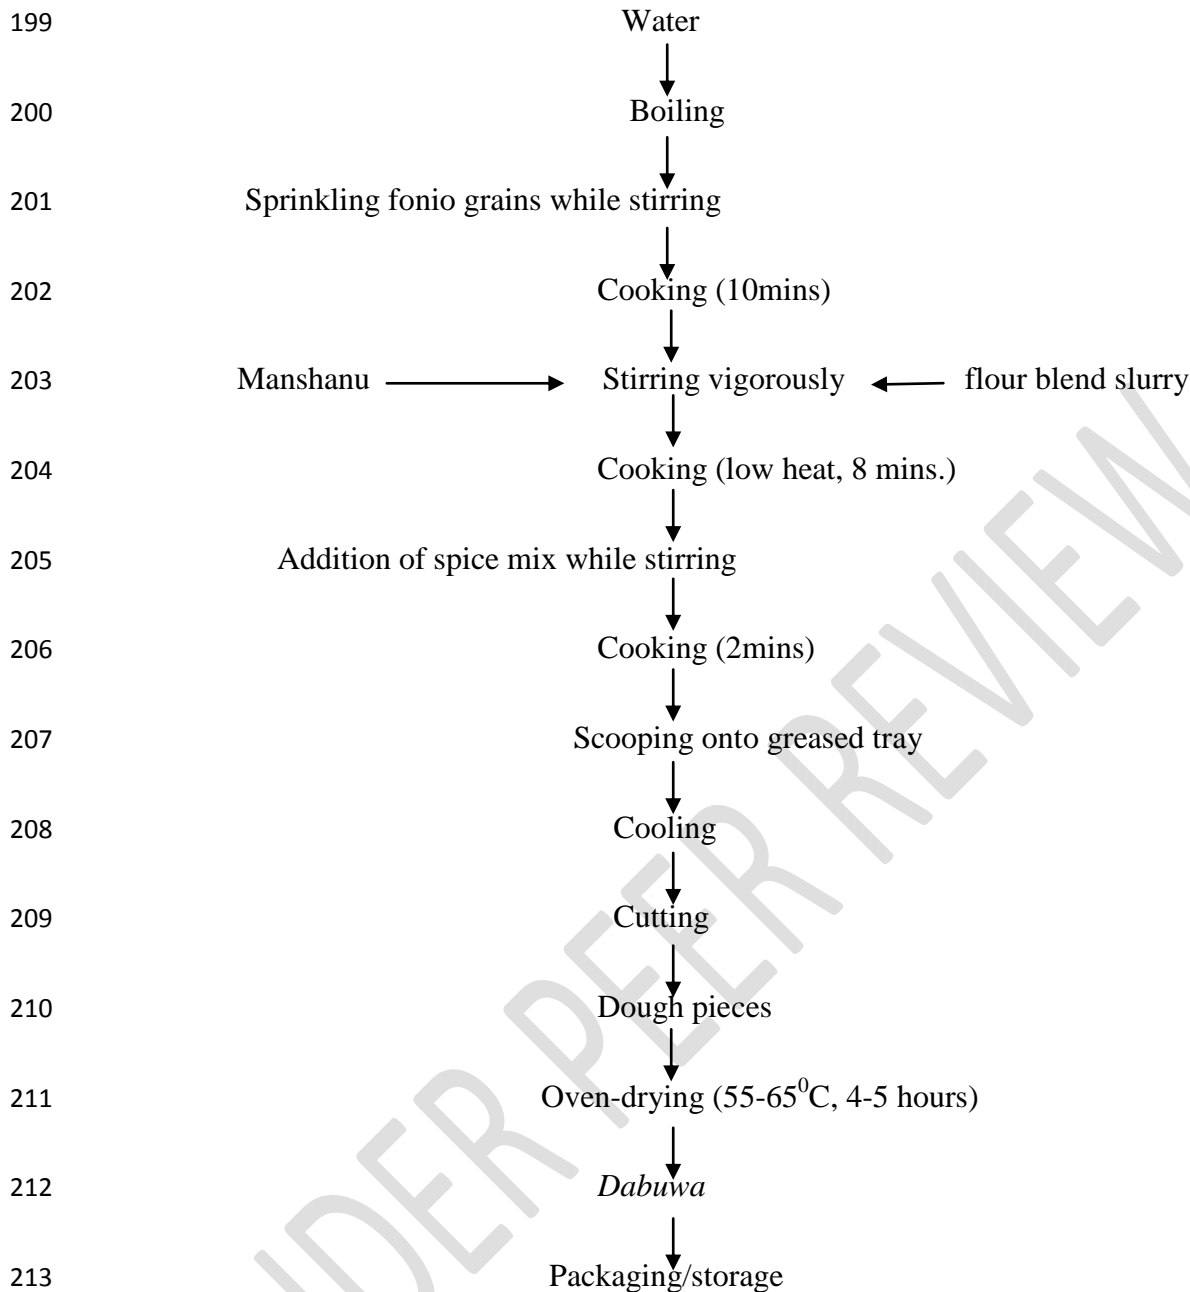 199 Water
200 Boiling
201 Sprinkling fonio grains while stirring
202 Cooking (10mins)
203 Manshanu Stirring vigorously flour blend slurry
204 Cooking (low heat, 8 mins.)
205 Addition of spice mix while stirring
206 Cooking (2mins)
207 Scooping onto greased tray
208 Cooling
209 Cutting
210 Dough pieces
211 Oven-drying (55-65⁰C, 4-5 hours)
212 Dabuwa
213 Packaging/storage
PEER REVIEW